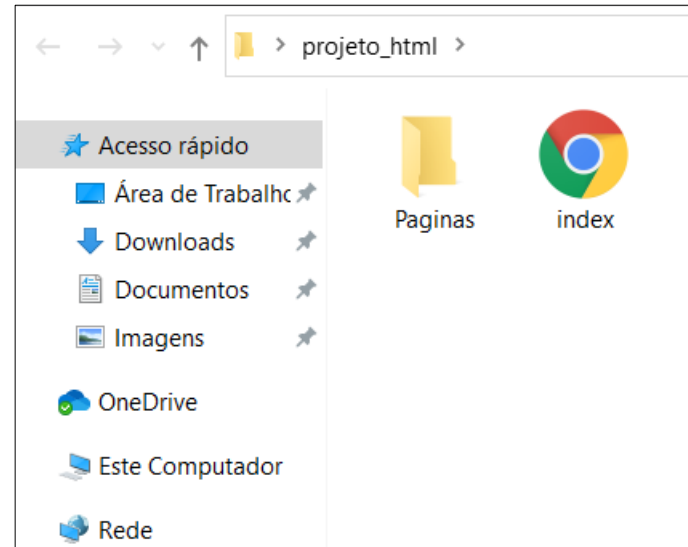 projeto_html
Acesso rápido
Área de Trabalho
Downloads
Documentos
Imagens
OneDrive
Este Computador
Rede
Paginas
index